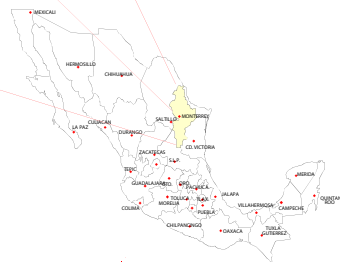 MEXICALI
HERMOSILLO
CHIHUAHUA
SALTILLO
MONTERREY
CULIACAN
LA PAZ
DURANGO
CD. VICTORIA
ZACATECAS
S.L.P.
TEPIC
MERIDA
GUADALAJARA
GTO.
QRO.
PACHUCA
JALAPA
QUINTANA
ROO
TOLUCA
TLAX.
COLIMA
MORELIA
PUEBLA
VILLAHERMOSA
CAMPECHE
CHILPANCINGO
OAXACA
TUXLA
GUTIERREZ